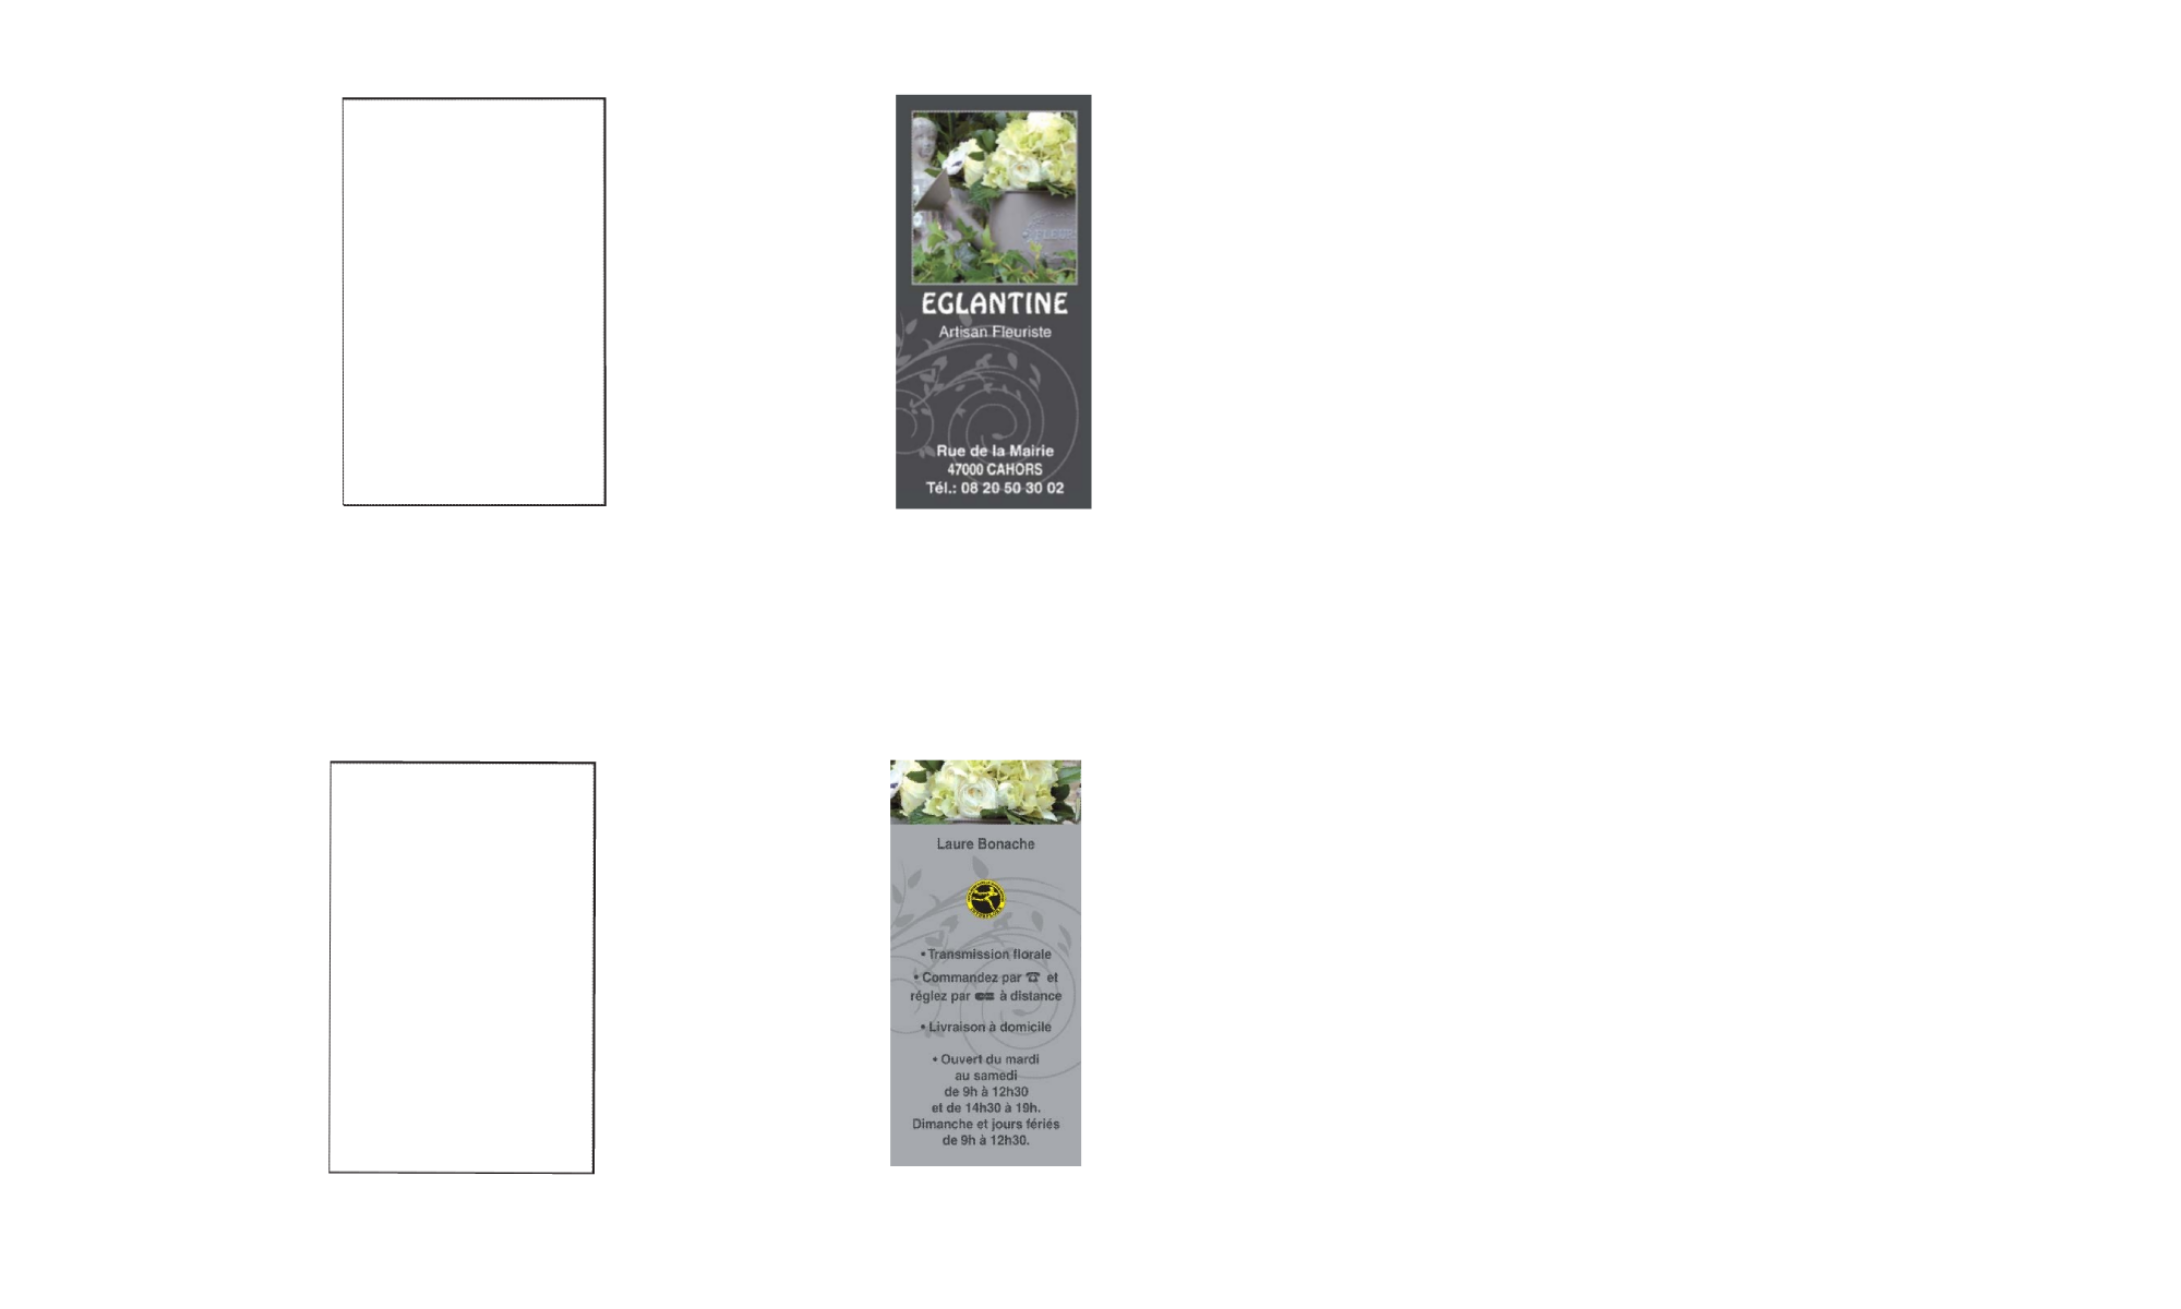 FLEURS
EGLANTINE
Artisan Fleuriste
Rue de la Mairie
47000 CAHORS
Tél.: 08 20 50 30 02
Laure Bonache
INTERFLORA
• Transmission florale
• Commandez par ☎ et
réglez par à distance
• Livraison à domicile
• Ouvert du mardi
au samedi
de 9h à 12h30
et de 14h30 à 19h.
Dimanche et jours fériés
de 9h à 12h30.